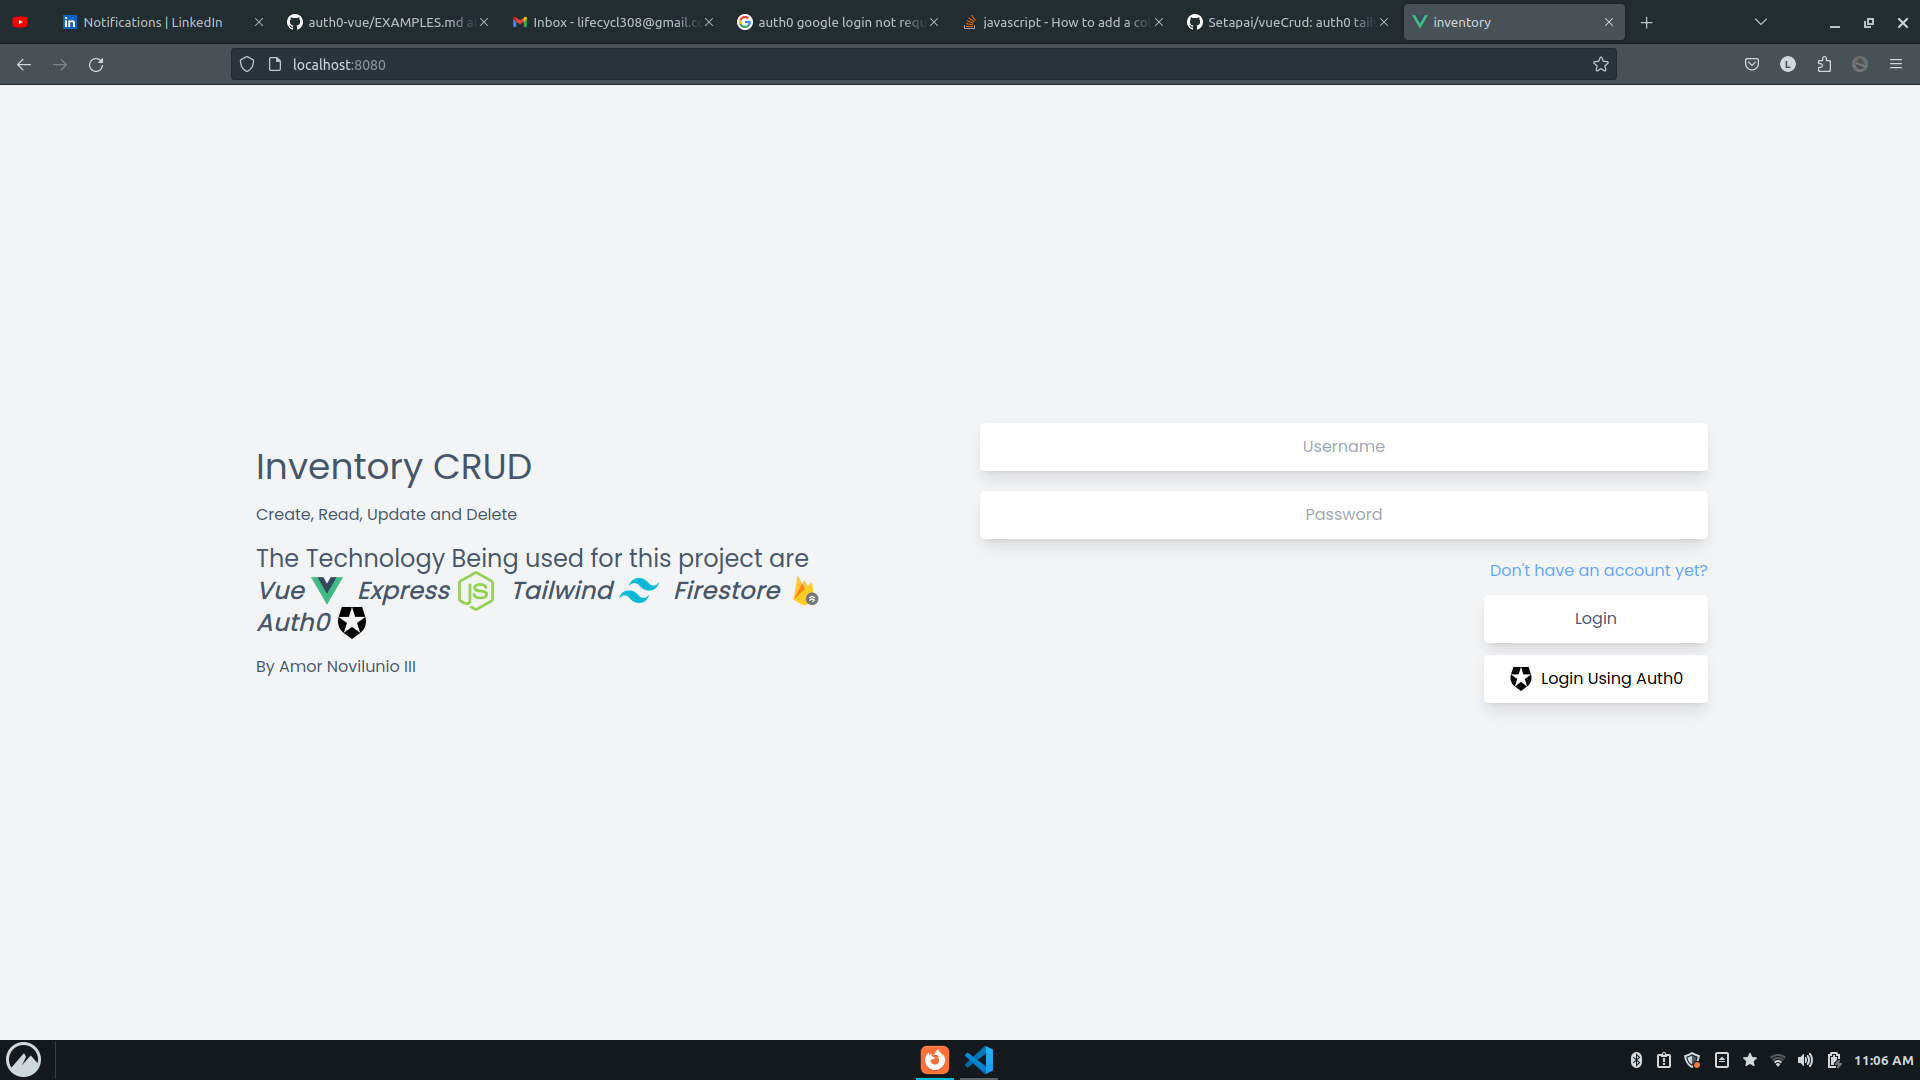 Notifications | LinkedIn
auth0-vue/EXAMPLES.md a
Inbox - lifecycl308@gmail.c
auth0 google login not requ
javascript - How to add a co
Setapai/vueCrud: auth0 tail
inventory
localhost:8080
L
Inventory CRUD
Create, Read, Update and Delete
The Technology Being used for this project are
Vue Express JS Tailwind Firestore
Auth0
By Amor Novilunio III
Username
Password
Don't have an account yet?
Login
Login Using Auth0
11:06 AM